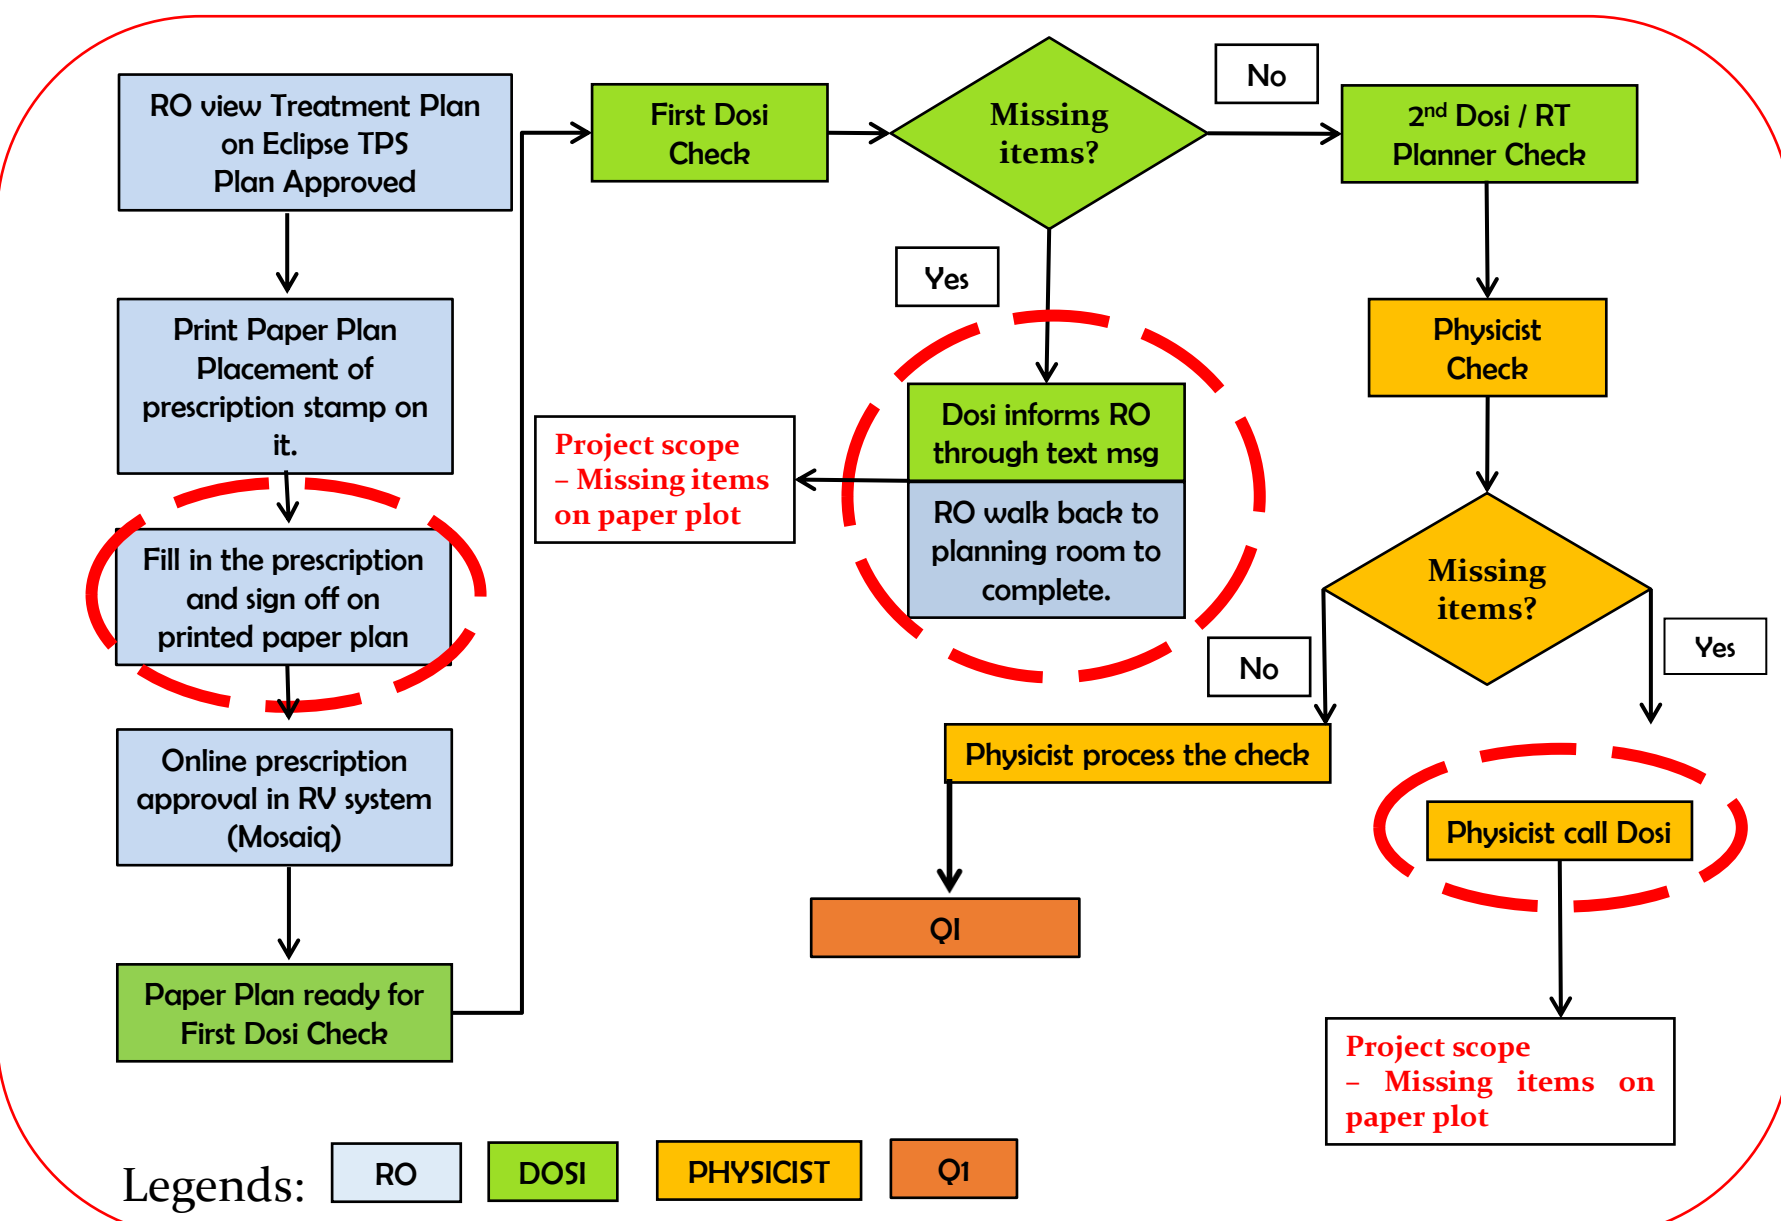 RO view Treatment Plan
on Eclipse TPS
Plan Approved
Print Paper Plan
Placement of
prescription stamp on
it.
Fill in the prescription
and sign off on
printed paper plan
Online prescription
approval in RV system
(Mosaiq)
Paper Plan ready for
First Dosi Check
First Dosi
Check
Missing
items?
No
2nd Dosi / RT
Planner Check
Yes
Dosi informs RO
through text msg
RO walk back to
planning room to
complete.
Project scope
– Missing items
on paper plot
Physicist
Check
Missing
items?
No
Yes
Physicist process the check
QI
Physicist call Dosi
Project scope
– Missing items on
paper plot
Legends:
RO
DOSI
PHYSICIST
Q1